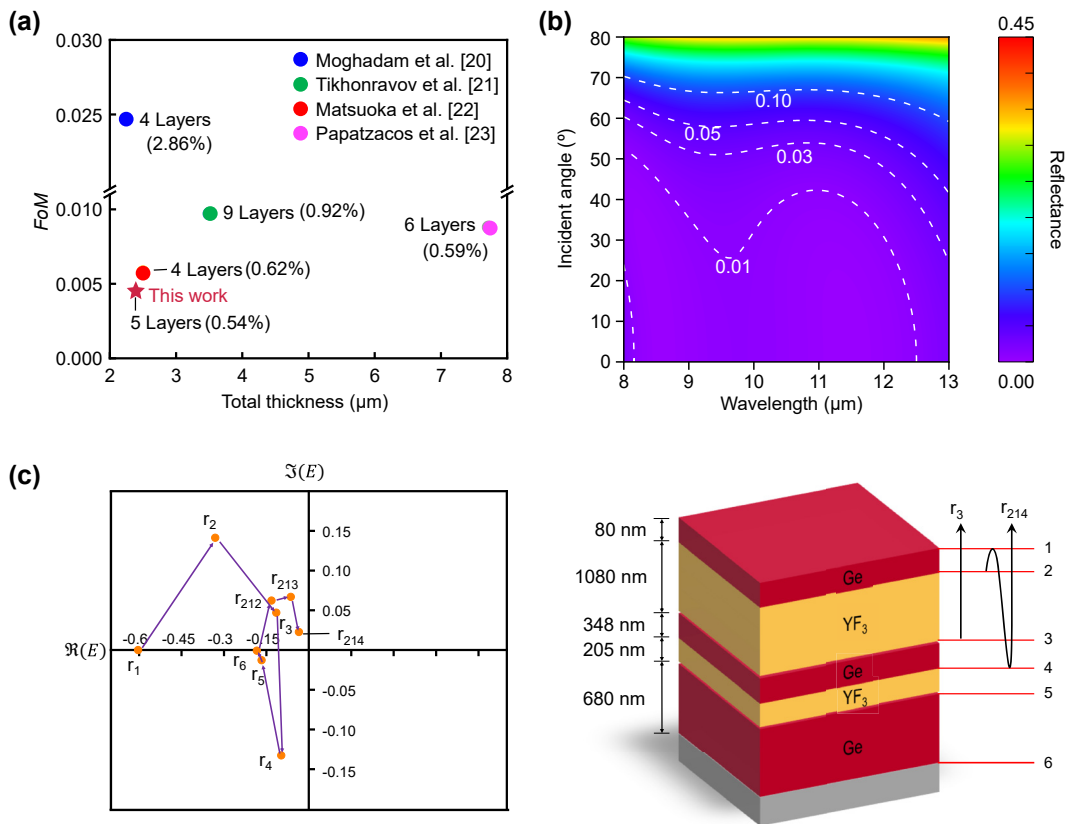 (a)
0.030
0.025
0.010
0.005
0.000
FoM
2
3
4
5
6
7
8
Total thickness (µm)
Moghadam et al. [20]
Tikhonravov et al. [21]
Matsuoka et al. [22]
Papatzacos et al. [23]
4 Layers
(2.86%)
9 Layers (0.92%)
6 Layers
(0.59%)
4 Layers (0.62%)
This work
5 Layers (0.54%)
(b)
80
70
60
50
40
30
20
10
0
Incident angle (º)
8
9
10
11
12
13
Wavelength (µm)
0.10
0.05
0.03
0.01
0.45
0.00
Reflectance
(c)
ℑ(E)
ℜ(E)
0.15
0.10
0.05
-0.05
-0.10
-0.15
-0.6
-0.45
-0.3
-0.15
r1
r2
r3
r4
r5
r6
r212
r213
r214
80 nm
1080 nm
348 nm
205 nm
680 nm
Ge
YF3
Ge
YF3
Ge
r3
r214
1
2
3
4
5
6